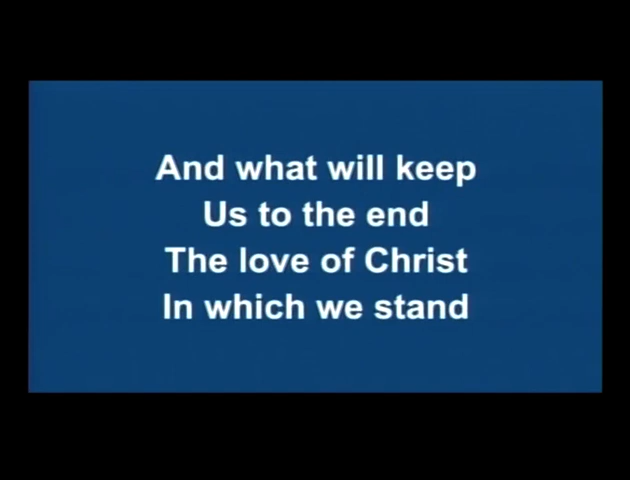 And what will keep
Us to the end
The love of Christ
In which we stand